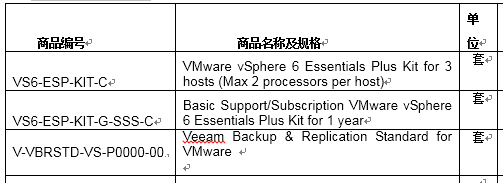 商品编号 商品名称及规格 单
位
VS6-ESP-KIT-C VMware vSphere 6 Essentials Plus Kit for 3
hosts (Max 2 processors per host) 套
VS6-ESP-KIT-G-SSS-C Basic Support/Subscription VMware vSphere
6 Essentials Plus Kit for 1 year 套
V-VBRSTD-VS-P0000-00 Veeam Backup & Replication Standard for
VMware 套